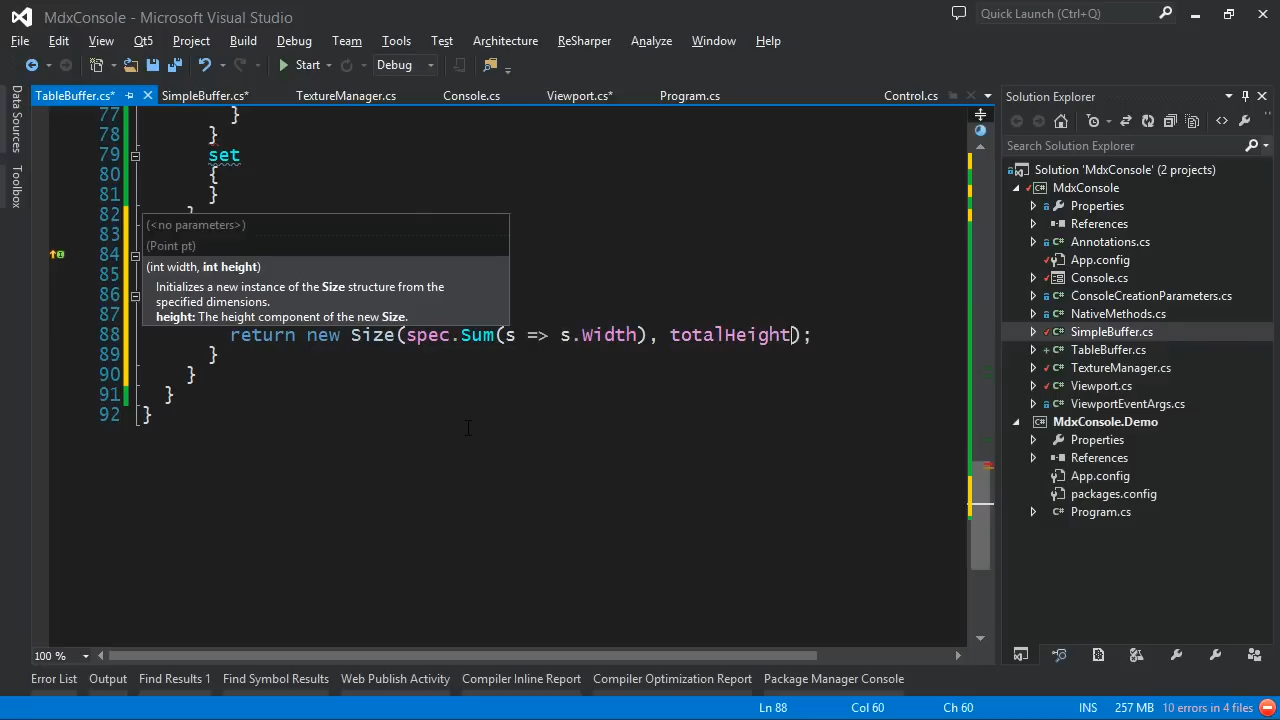 MdxConsole - Microsoft Visual Studio
Quick Launch (Ctrl+Q)
File Edit View Qt5 Project Build Debug Team Tools Test Architecture ReSharper Analyze Window Help
Start Debug
TableBuffer.cs* SimpleBuffer.cs* TextureManager.cs Console.cs Viewport.cs* Program.cs Control.cs
Data Sources
Toolbox
77 }
78 }
79 set
80 {
81 }
82
83
84
85
86
(<no parameters>)
(Point pt)
(int width, int height)
Initializes a new instance of the Size structure from the
specified dimensions.
height: The height component of the new Size.
88 return new Size(spec.Sum(s => s.Width), totalHeight);
89 }
90 }
91 }
92 }
100 %
Solution Explorer
Search Solution Explorer
Solution 'MdxConsole' (2 projects)
MdxConsole
Properties
References
Annotations.cs
App.config
Console.cs
ConsoleCreationParameters.cs
NativeMethods.cs
SimpleBuffer.cs
TableBuffer.cs
TextureManager.cs
Viewport.cs
ViewportEventArgs.cs
MdxConsole.Demo
Properties
References
App.config
packages.config
Program.cs
Error List Output Find Results 1 Find Symbol Results Web Publish Activity Compiler Inline Report Compiler Optimization Report Package Manager Console
Ln 88 Col 60 Ch 60 INS 257 MB 10 errors in 4 files